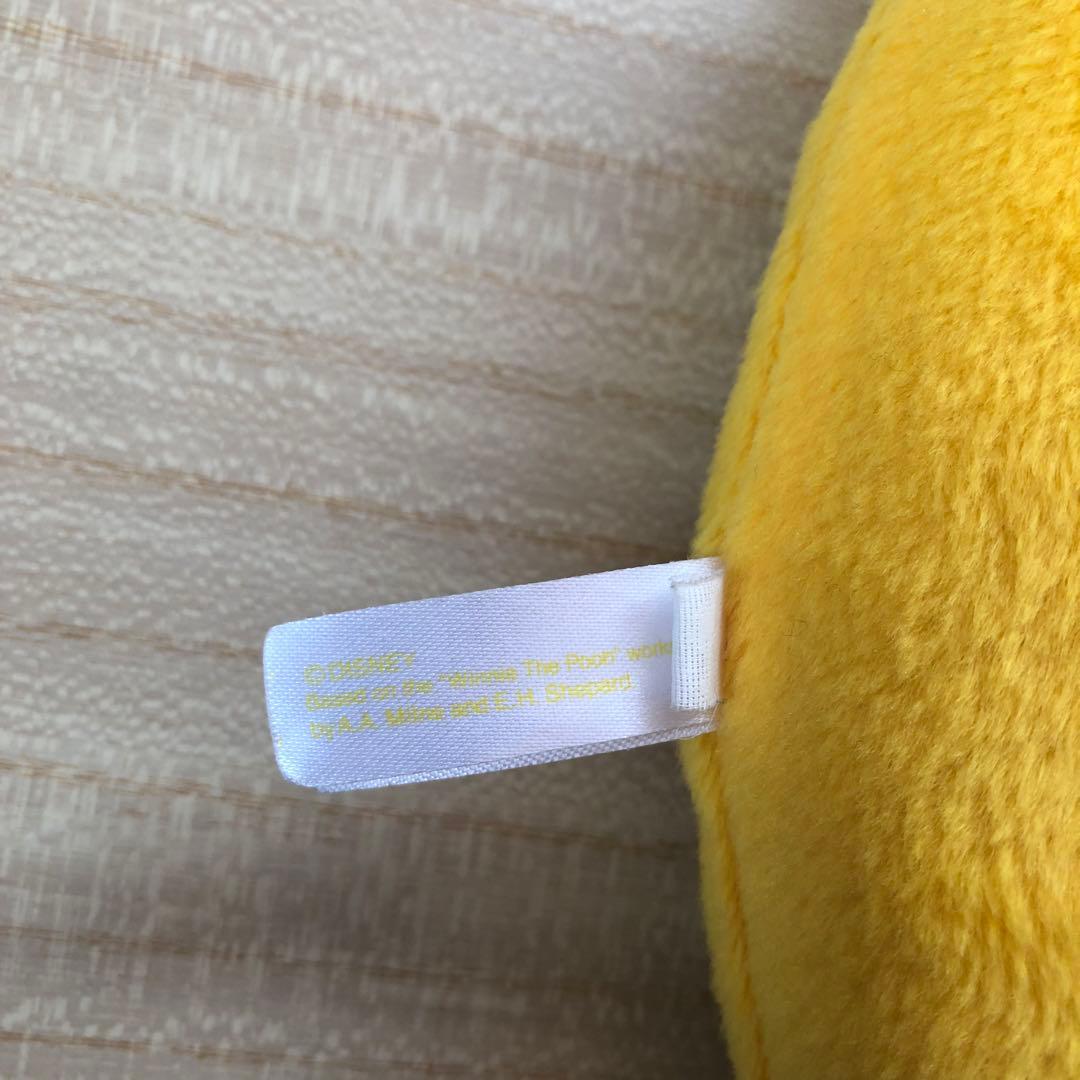 © DISNEY
Based on the "Winnie The Pooh" works
by A.A. Milne and E.H. Shepard